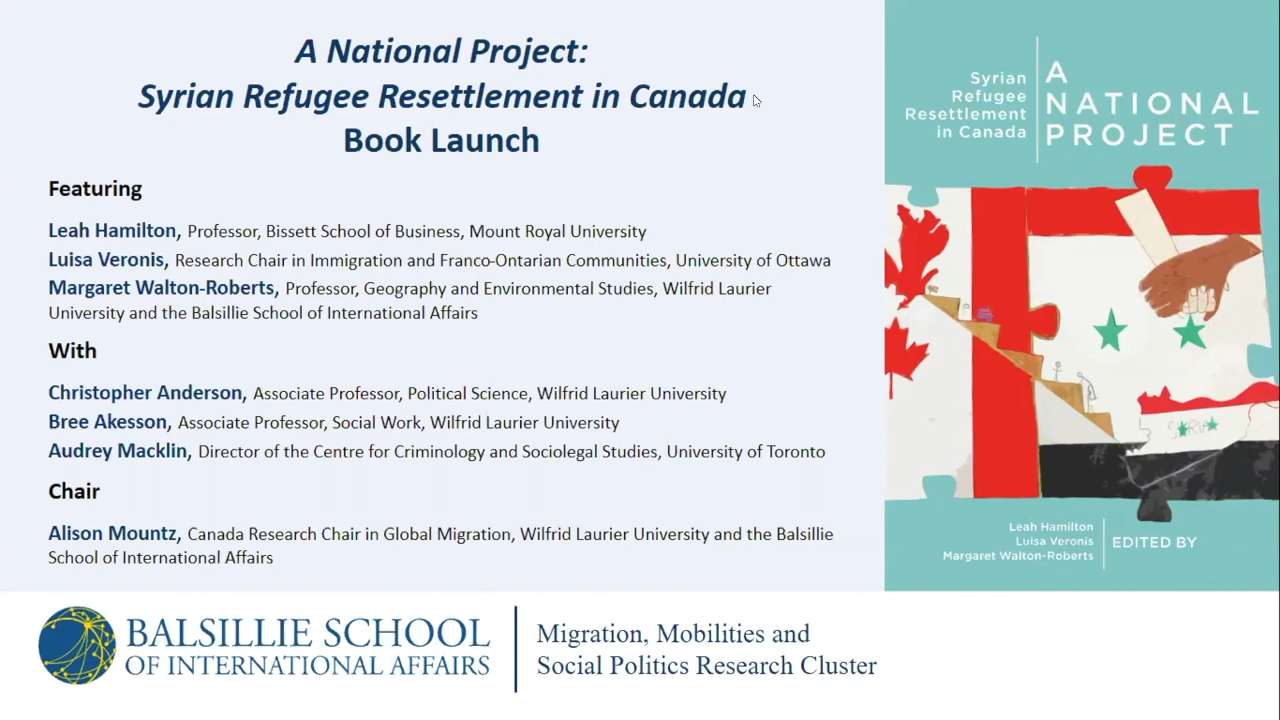 A National Project:
Syrian Refugee Resettlement in Canada
Book Launch
Featuring
Leah Hamilton, Professor, Bissett School of Business, Mount Royal University
Luisa Veronis, Research Chair in Immigration and Franco-Ontarian Communities, University of Ottawa
Margaret Walton-Roberts, Professor, Geography and Environmental Studies, Wilfrid Laurier
University and the Balsillie School of International Affairs
With
Christopher Anderson, Associate Professor, Political Science, Wilfrid Laurier University
Bree Akesson, Associate Professor, Social Work, Wilfrid Laurier University
Audrey Macklin, Director of the Centre for Criminology and Sociolegal Studies, University of Toronto
Chair
Alison Mountz, Canada Research Chair in Global Migration, Wilfrid Laurier University and the Balsillie
School of International Affairs
Syrian
Refugee
Resettlement
in Canada
A
NATIONAL
PROJECT
SYRIA
Leah Hamilton
Luisa Veronis
Margaret Walton-Roberts
EDITED BY
BALSILLIE SCHOOL
OF INTERNATIONAL AFFAIRS
Migration, Mobilities and
Social Politics Research Cluster